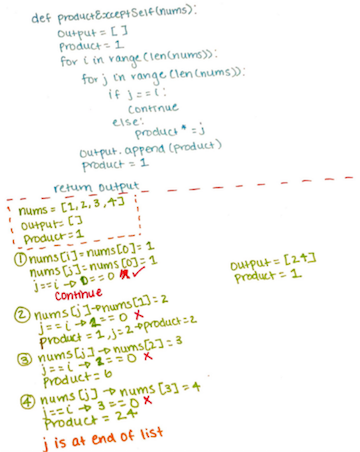 def productExceptSelf(nums):
output = []
product = 1
for i in range(len(nums)):
for j in range(len(nums)):
if j == i:
continue
else:
product * = j
output.append(product)
product = 1
return output
nums = [1,2,3,4]
output = []
product = 1
① nums[i] = nums[0] = 1
nums[j] = nums[0] = 1
j == i → 0 == 0 ✓
continue
② nums[j] → nums[1] = 2
j == i → 1 == 0 x
product = 1, j = 2 → product = 2
③ nums[j] → nums[2] = 3
j == i → 2 == 0 x
product = 6
④ nums[j] → nums[3] = 4
j == i → 3 == 0 x
product = 24
j is at end of list
output = [24]
product = 1